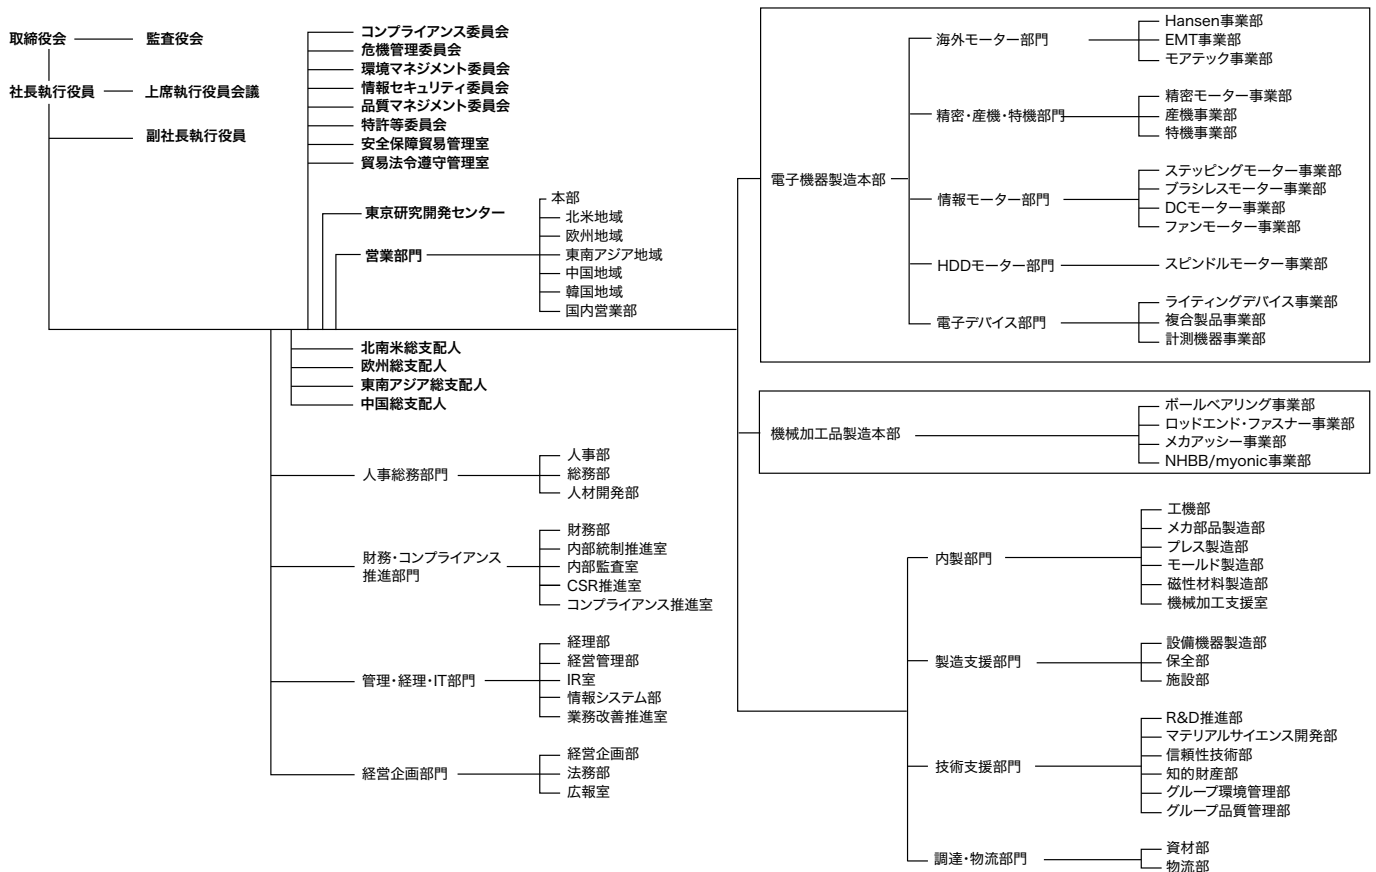 取締役会
監査役会
社長執行役員
上席執行役員会議
副社長執行役員
コンプライアンス委員会
危機管理委員会
環境マネジメント委員会
情報セキュリティ委員会
品質マネジメント委員会
特許等委員会
安全保障貿易管理室
貿易法令遵守管理室
東京研究開発センター
営業部門
本部
北米地域
欧州地域
東南アジア地域
中国地域
韓国地域
国内営業部
北南米総支配人
欧州総支配人
東南アジア総支配人
中国総支配人
人事総務部門
人事部
総務部
人材開発部
財務・コンプライアンス
推進部門
財務部
内部統制推進室
内部監査室
CSR推進室
コンプライアンス推進室
管理・経理・IT部門
経理部
経営管理部
IR室
情報システム部
業務改善推進室
経営企画部門
経営企画部
法務部
広報室
電子機器製造本部
海外モーター部門
Hansen事業部
EMT事業部
モアテック事業部
精密・産機・特機部門
精密モーター事業部
産機事業部
特機事業部
情報モーター部門
ステッピングモーター事業部
ブラシレスモーター事業部
DCモーター事業部
ファンモーター事業部
HDDモーター部門
スピンドルモーター事業部
電子デバイス部門
ライティングデバイス事業部
複合製品事業部
計測機器事業部
機械加工品製造本部
ボールベアリング事業部
ロッドエンド・ファスナー事業部
メカアッシー事業部
NHBB/myonic事業部
内製部門
工機部
メカ部品製造部
プレス製造部
モールド製造部
磁性材料製造部
機械加工支援室
製造支援部門
設備機器製造部
保全部
施設部
技術支援部門
R&D推進部
マテリアルサイエンス開発部
信頼性技術部
知的財産部
グループ環境管理部
グループ品質管理部
調達・物流部門
資材部
物流部